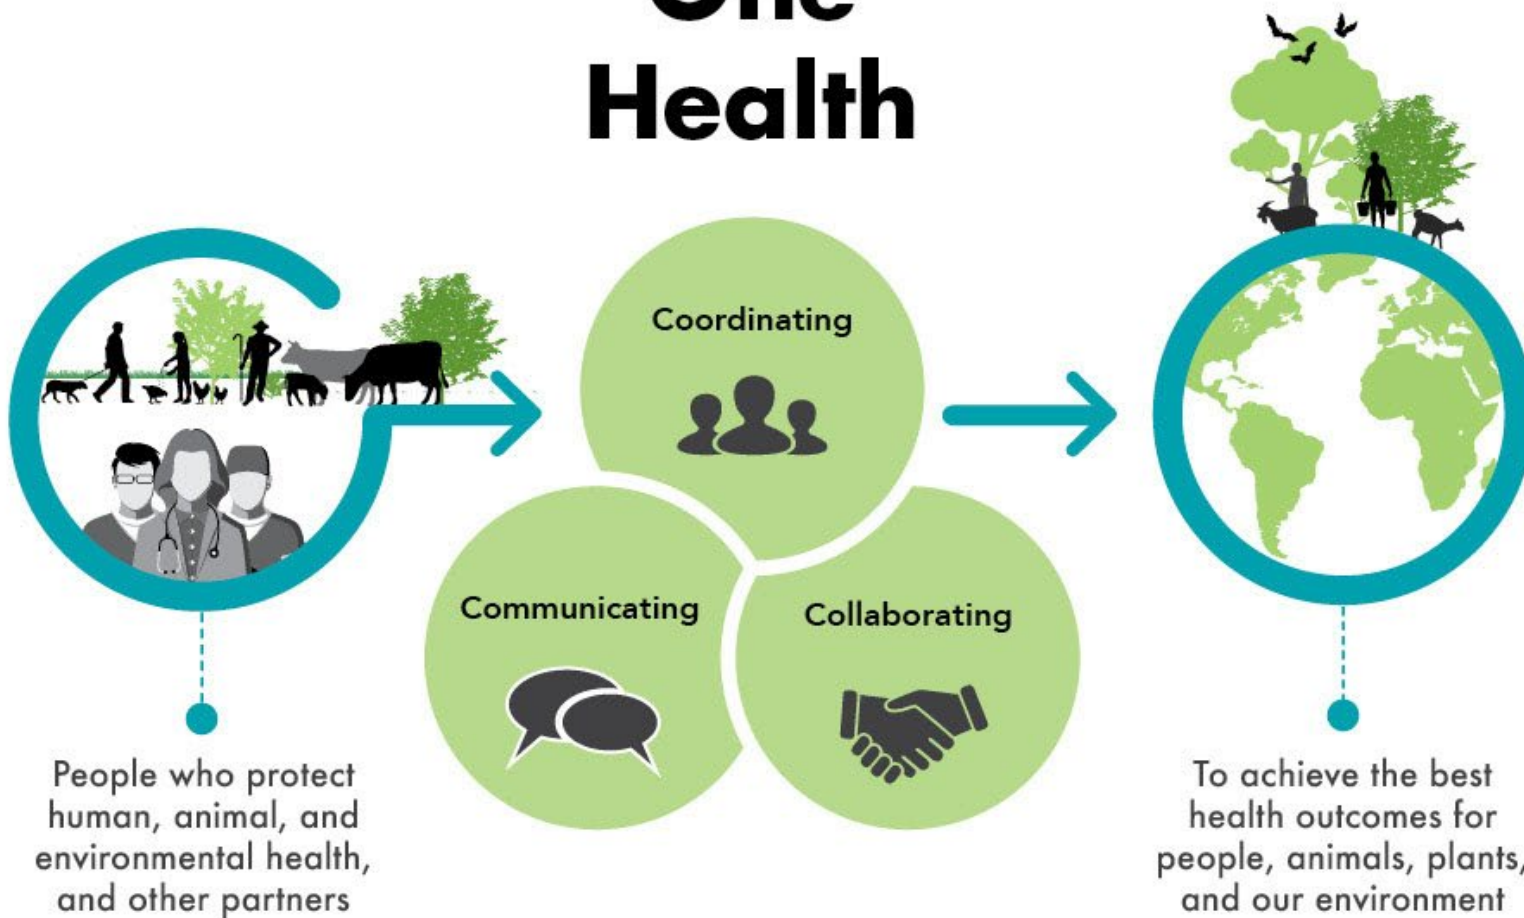 One
Health
Coordinating
Communicating
Collaborating
People who protect
human, animal, and
environmental health,
and other partners
To achieve the best
health outcomes for
people, animals, plants,
and our environment